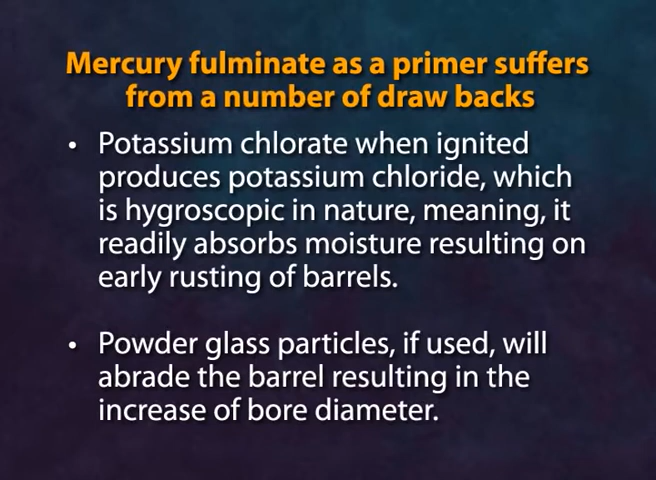 Mercury fulminate as a primer suffers
from a number of draw backs
• Potassium chlorate when ignited
produces potassium chloride, which
is hygroscopic in nature, meaning, it
readily absorbs moisture resulting on
early rusting of barrels.
• Powder glass particles, if used, will
abrade the barrel resulting in the
increase of bore diameter.